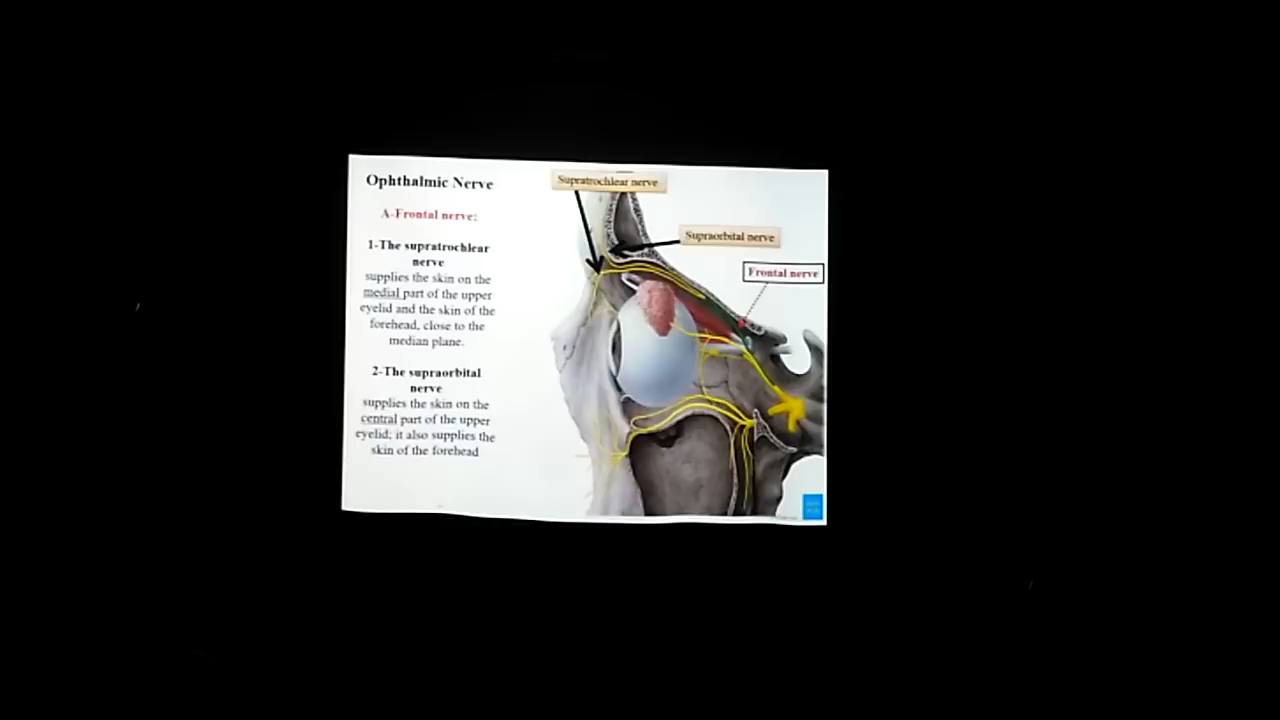 Ophthalmic Nerve
A-Frontal nerve:
1-The supratrochlear
nerve
supplies the skin on the
medial part of the upper
eyelid and the skin of the
forehead, close to the
median plane.
2-The supraorbital
nerve
supplies the skin on the
central part of the upper
eyelid; it also supplies the
skin of the forehead
Supratrochlear nerve
Supraorbital nerve
Frontal nerve